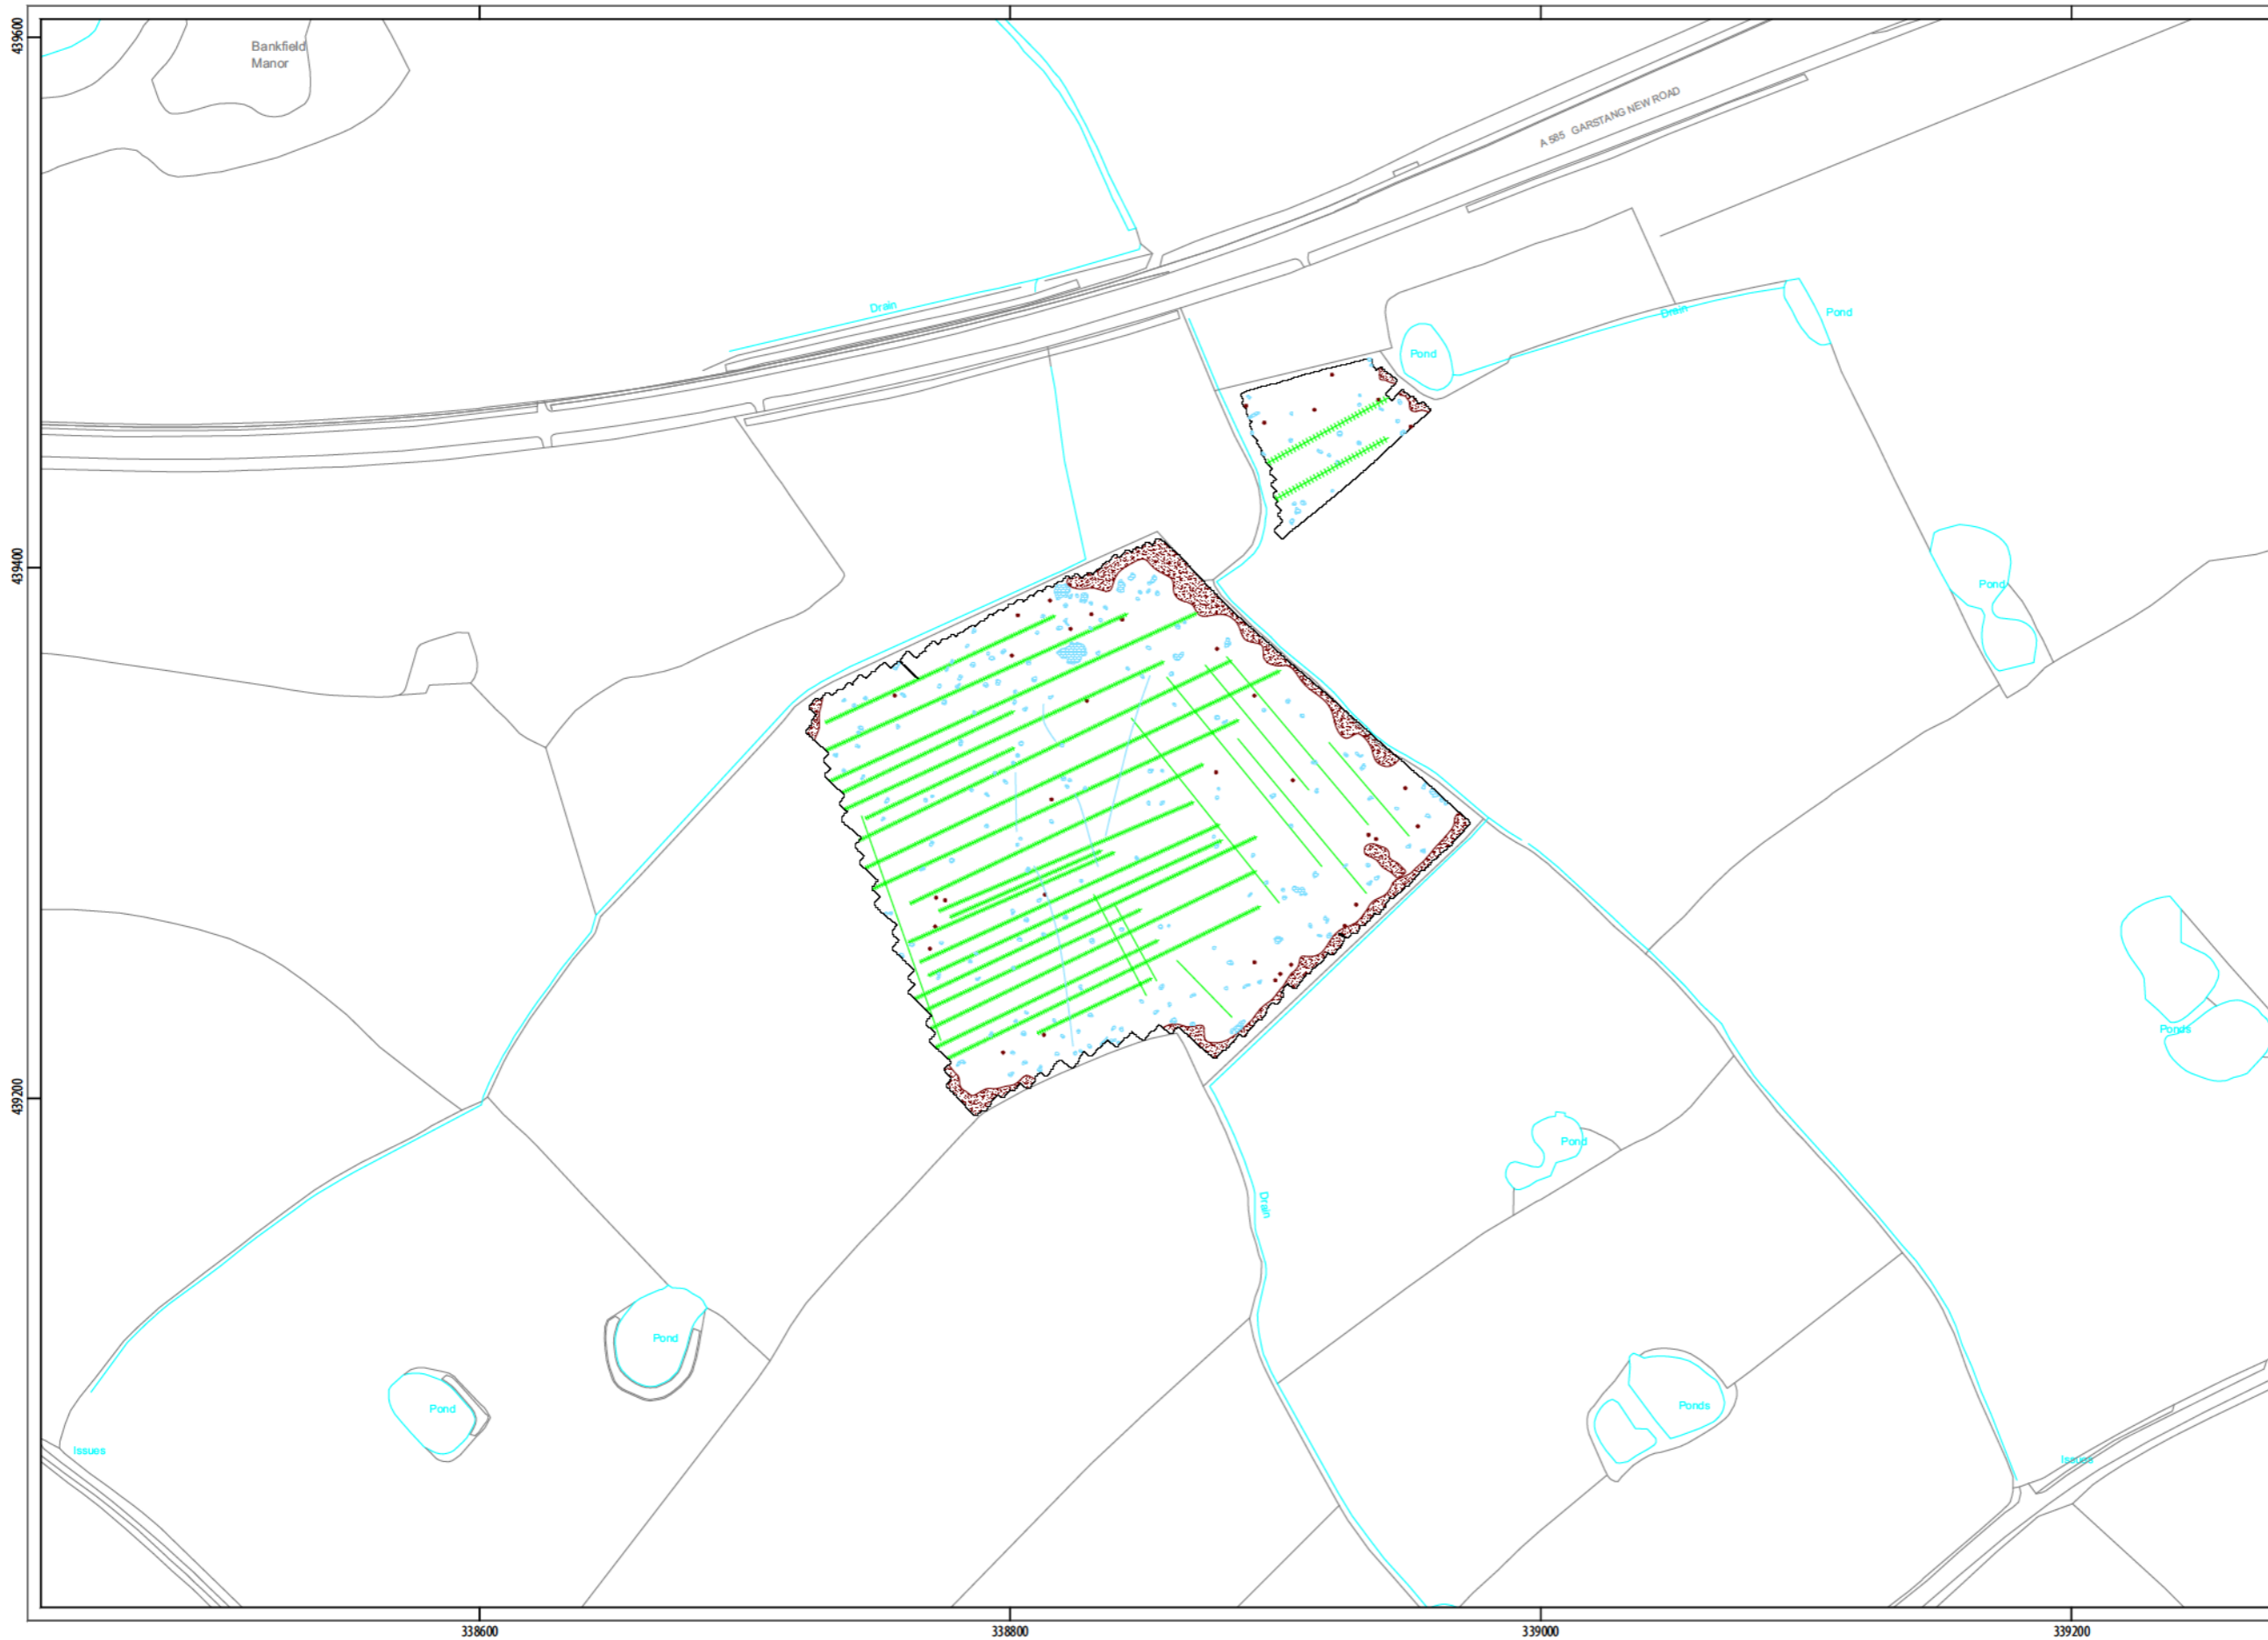 439600
Bankfield
Manor
A 585 GARSTANG NEW ROAD
Drain
Drain
Pond
Pond
439400
Pond
Ponds
439200
Pond
Drain
Pond
Pond
Ponds
Issues
Issues
338600
338800
339000
339200